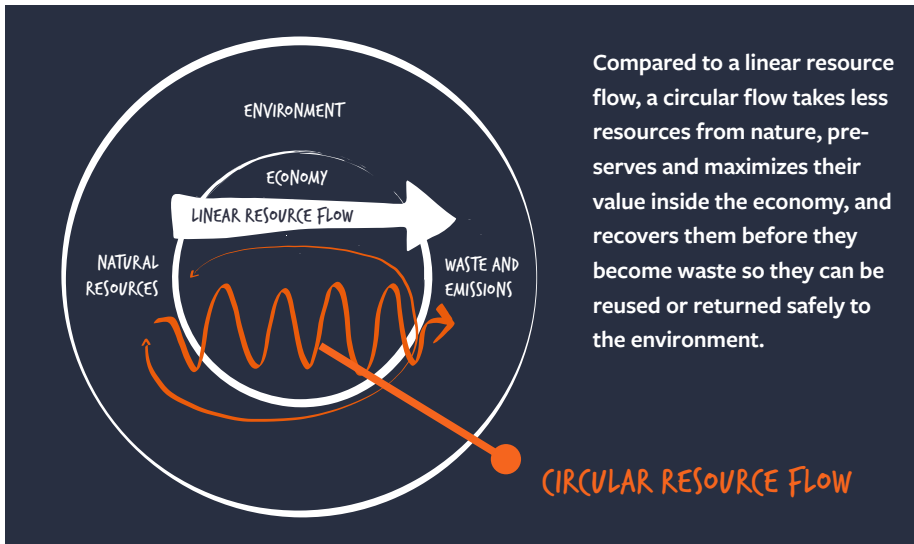 ENVIRONMENT
ECONOMY
LINEAR RESOURCE FLOW
NATURAL
RESOURCES
WASTE AND
EMISSIONS
Compared to a linear resource
flow, a circular flow takes less
resources from nature, pre-
serves and maximizes their
value inside the economy, and
recovers them before they
become waste so they can be
reused or returned safely to
the environment.
CIRCULAR RESOURCE FLOW